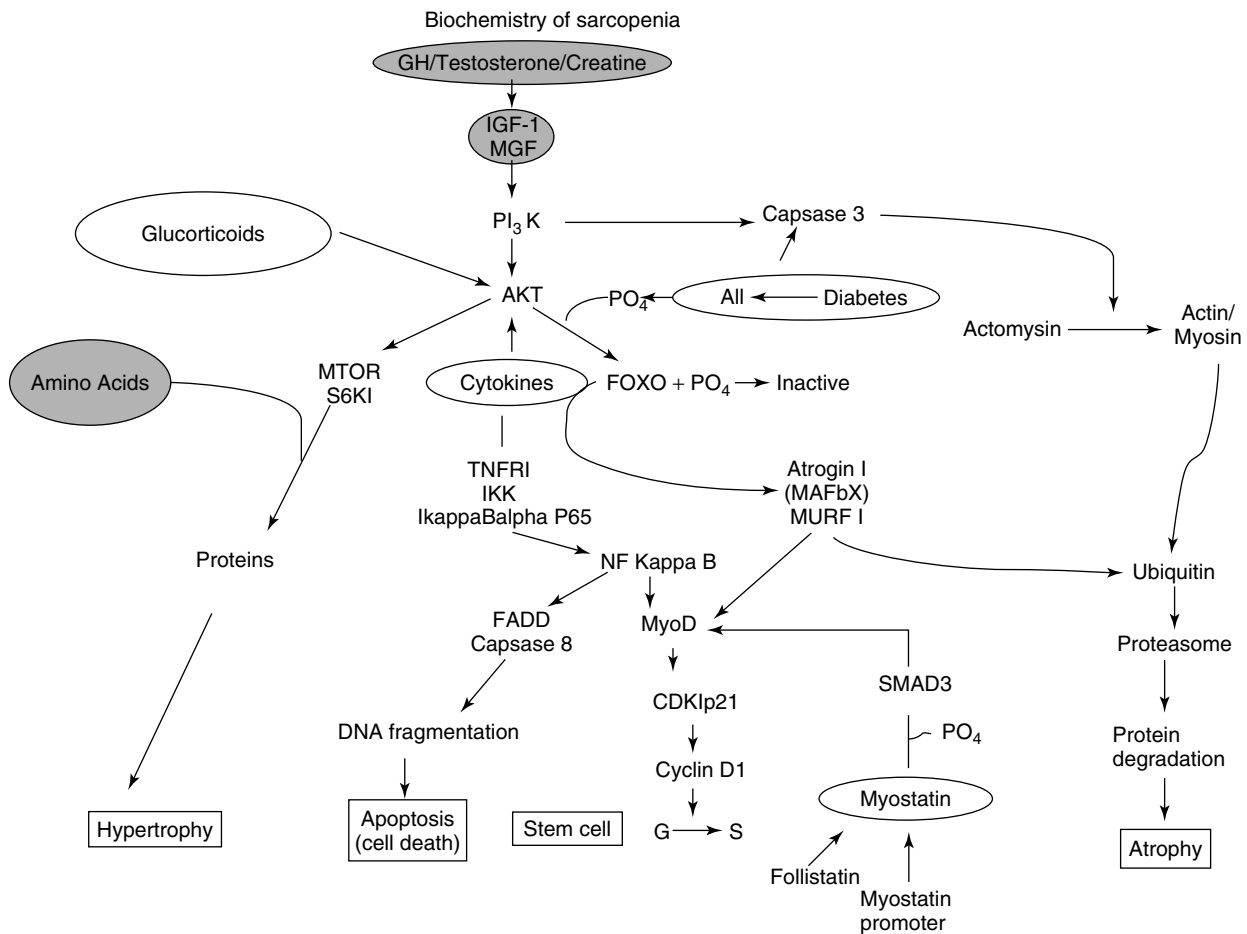 Biochemistry of sarcopenia
GH/Testosterone/Creatine
IGF-1
MGF
PI₃ K
Capsase 3
Glucorticoids
AKT
PO₄
All
Diabetes
Actomysin
Actin/
Myosin
Amino Acids
MTOR
S6KI
Cytokines
FOXO + PO₄
Inactive
TNFRI
IKK
IkappaBalpha P65
Atrogin I
(MAFbX)
MURF I
Proteins
NF Kappa B
Ubiquitin
FADD
Capsase 8
MyoD
Proteasome
SMAD3
CDKIp21
DNA fragmentation
PO₄
Protein
degradation
Cyclin D1
Myostatin
Hypertrophy
Apoptosis
(cell death)
Stem cell
G
S
Atrophy
Follistatin
Myostatin
promoter